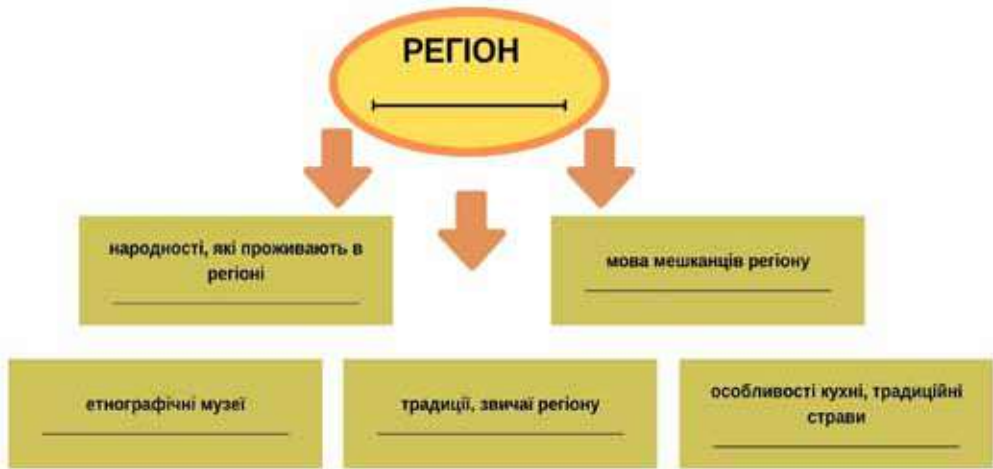 РЕГІОН
народності, які проживають в
регіоні
мова мешканців регіону
етнографічні музеї
традиції, звичаї регіону
особливості кухні, традиційні
страви